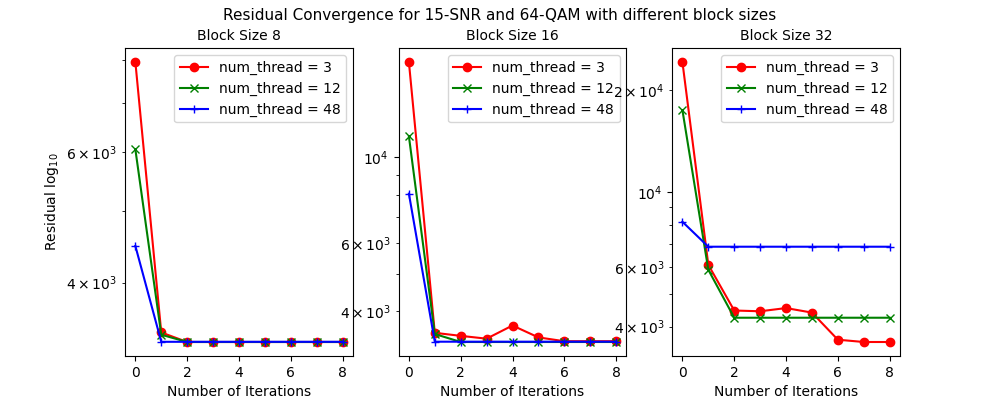 Residual Convergence for 15-SNR and 64-QAM with different block sizes
Block Size 8
Residual log₁₀
6 × 10³
4 × 10³
num_thread = 3
num_thread = 12
num_thread = 48
0 2 4 6 8
Number of Iterations
Block Size 16
10⁴
6 × 10³
4 × 10³
num_thread = 3
num_thread = 12
num_thread = 48
0 2 4 6 8
Number of Iterations
Block Size 32
2 × 10⁴
10⁴
6 × 10³
4 × 10³
num_thread = 3
num_thread = 12
num_thread = 48
0 2 4 6 8
Number of Iterations